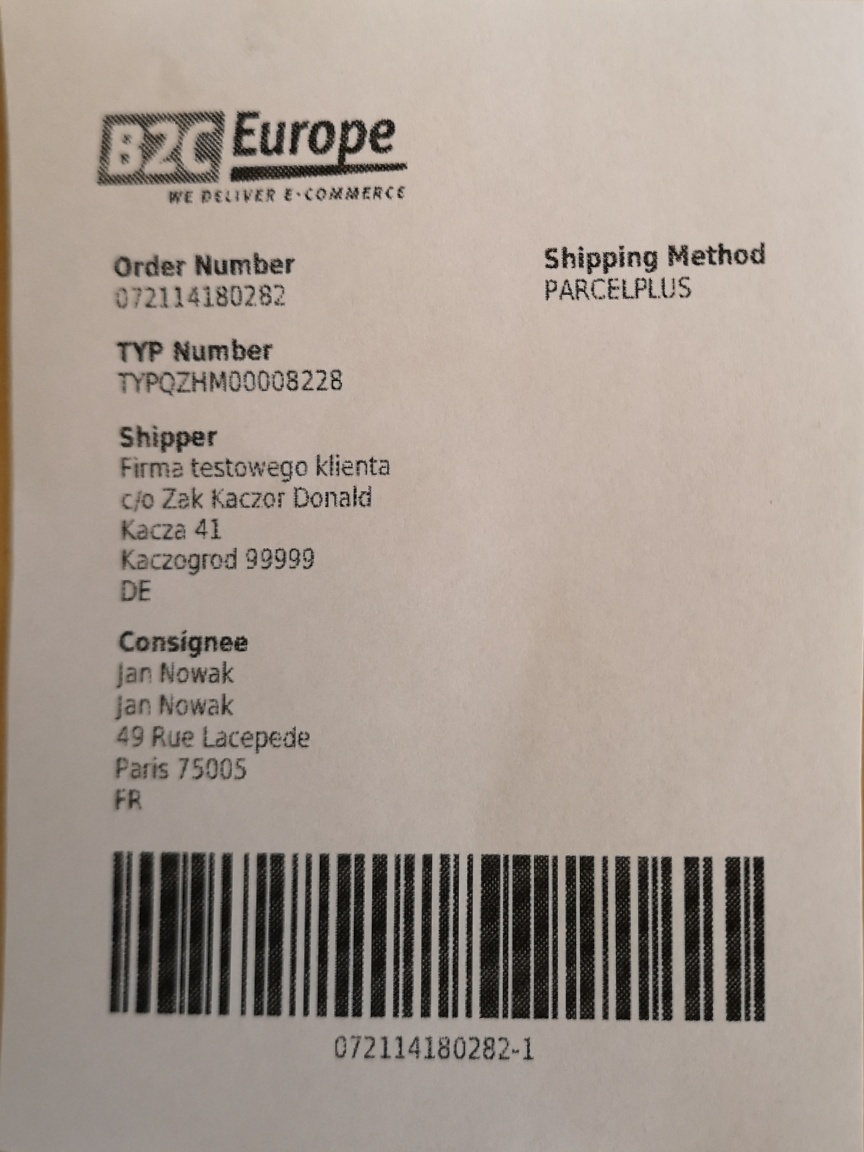 B2C Europe
WE DELIVER E-COMMERCE
Order Number
072114180282
Shipping Method
PARCELPLUS
TYP Number
TYPQZHM00008228
Shipper
Firma testowego klienta
c/o Zak Kaczor Donald
Kacza 41
Kaczogrod 99999
DE
Consignee
Jan Nowak
Jan Nowak
49 Rue Lacepede
Paris 75005
FR
072114180282-1